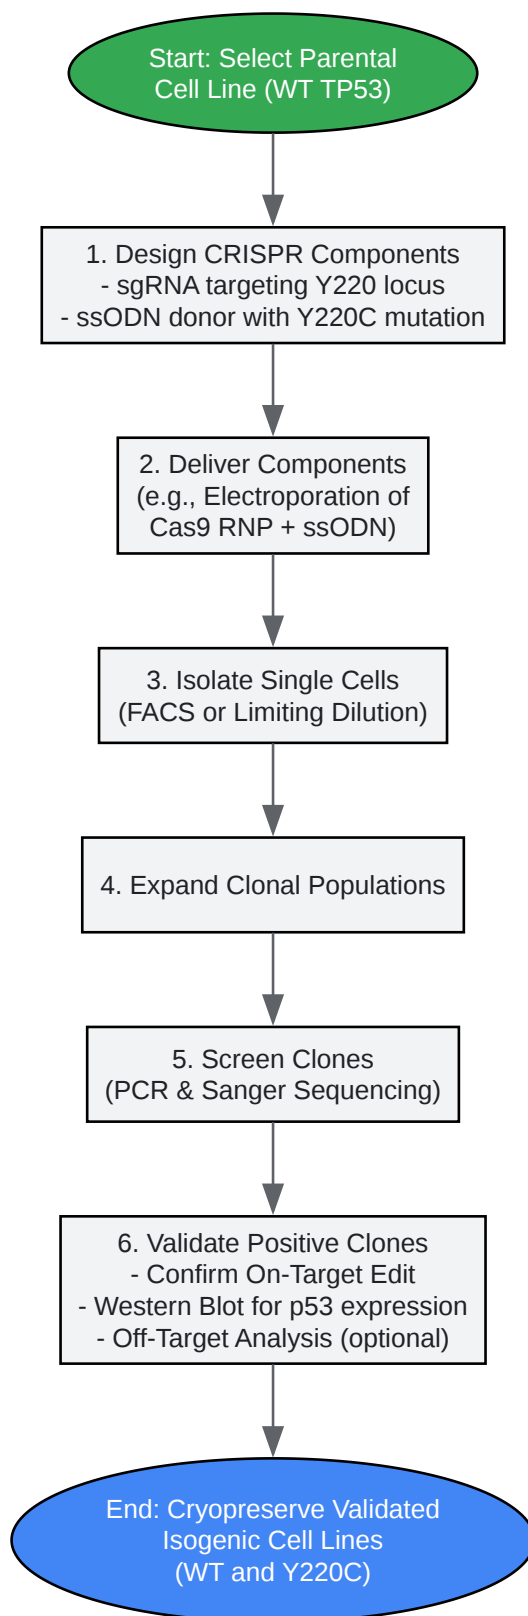 Start: Select Parental
Cell Line (WT TP53)
1. Design CRISPR Components
- sgRNA targeting Y220 locus
- ssODN donor with Y220C mutation
2. Deliver Components
(e.g., Electroporation of
Cas9 RNP + ssODN)
3. Isolate Single Cells
(FACS or Limiting Dilution)
4. Expand Clonal Populations
5. Screen Clones
(PCR & Sanger Sequencing)
6. Validate Positive Clones
- Confirm On-Target Edit
- Western Blot for p53 expression
- Off-Target Analysis (optional)
End: Cryopreserve Validated
Isogenic Cell Lines
(WT and Y220C)